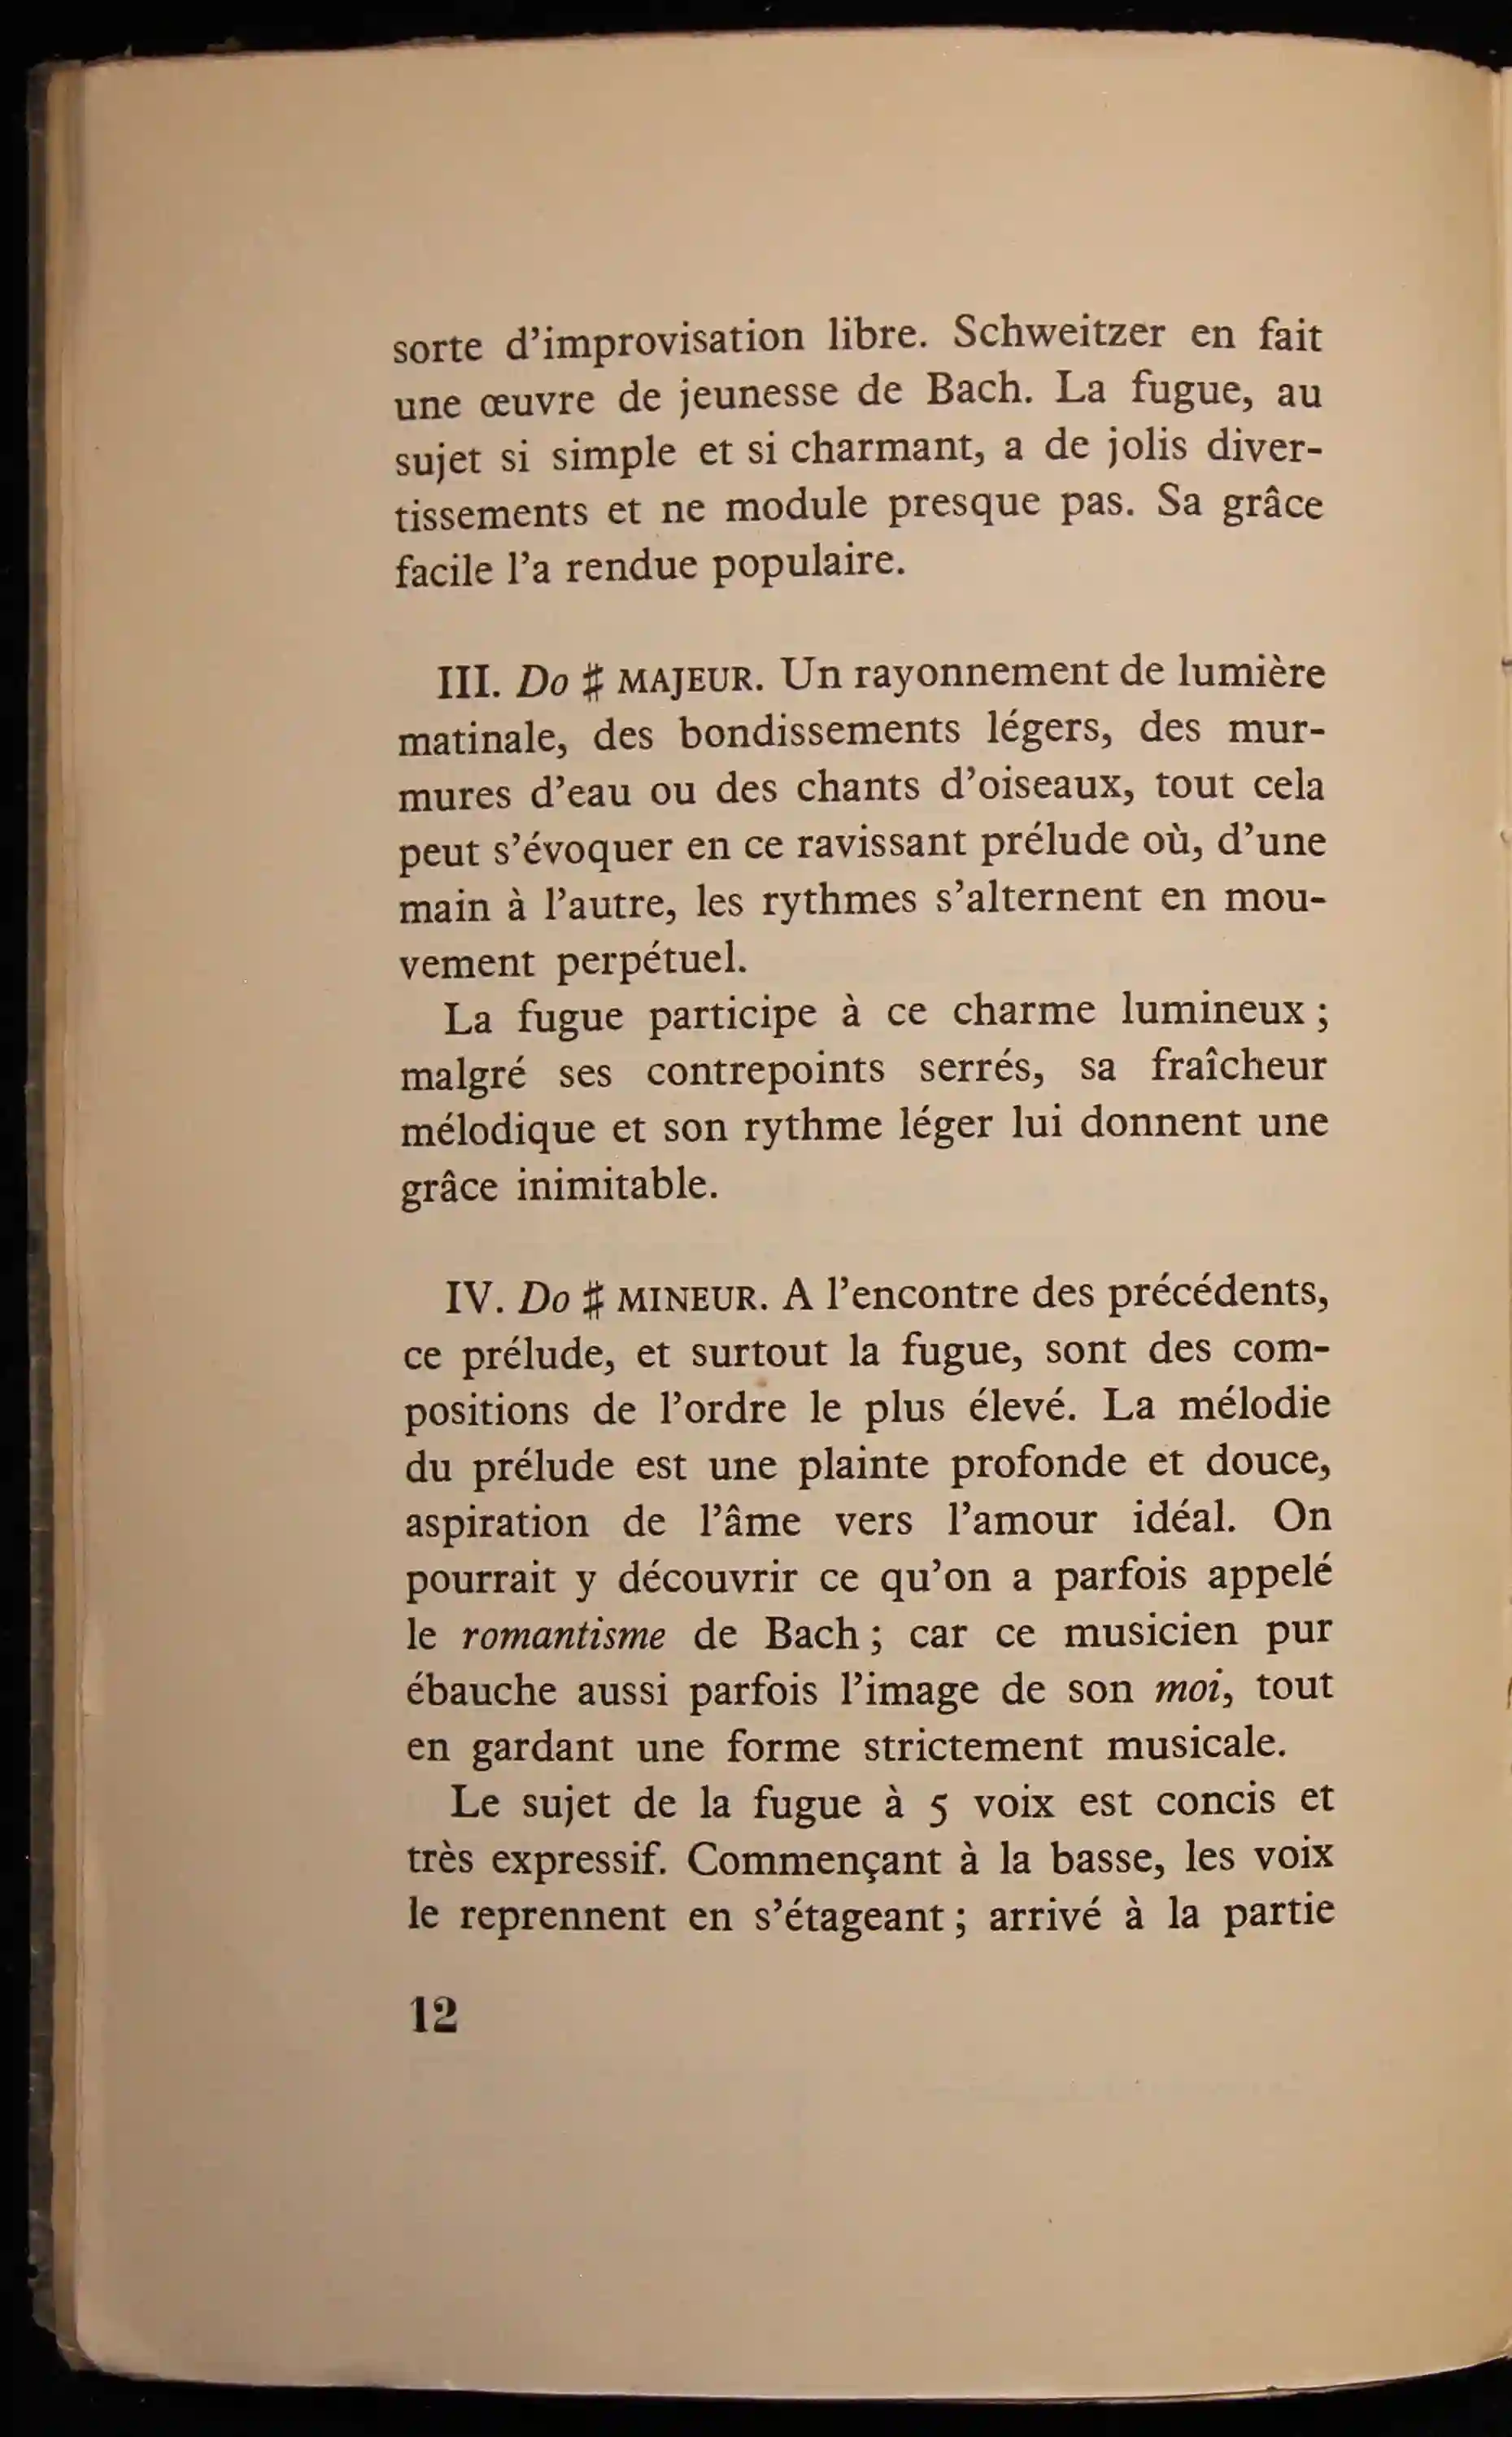 sorte d’improvisation libre. Schweitzer en fait
une œuvre de jeunesse de Bach. La fugue, au
sujet si simple et si charmant, a de jolis diver-
tissements et ne module presque pas. Sa grâce
facile l’a rendue populaire.
III. Do ♯ MAJEUR. Un rayonnement de lumière
matinale, des bondissements légers, des mur-
mures d’eau ou des chants d’oiseaux, tout cela
peut s’évoquer en ce ravissant prélude où, d’une
main à l’autre, les rythmes s’alternent en mou-
vement perpétuel.
La fugue participe à ce charme lumineux ;
malgré ses contrepoints serrés, sa fraîcheur
mélodique et son rythme léger lui donnent une
grâce inimitable.
IV. Do ♯ MINEUR. A l’encontre des précédents,
ce prélude, et surtout la fugue, sont des com-
positions de l’ordre le plus élevé. La mélodie
du prélude est une plainte profonde et douce,
aspiration de l’âme vers l’amour idéal. On
pourrait y découvrir ce qu’on a parfois appelé
le romantisme de Bach ; car ce musicien pur
ébauche aussi parfois l’image de son moi, tout
en gardant une forme strictement musicale.
Le sujet de la fugue à 5 voix est concis et
très expressif. Commençant à la basse, les voix
le reprennent en s’étageant ; arrivé à la partie
12